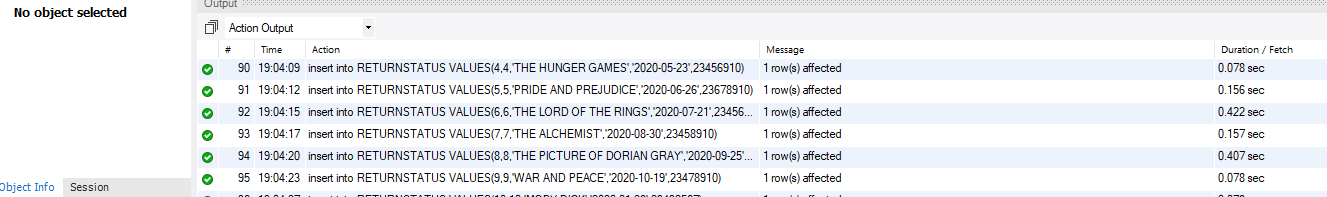 No object selected
Output
Action Output
# Time Action Message Duration / Fetch
90 19:04:09 insert into RETURNSTATUS VALUES(4,4,'THE HUNGER GAMES','2020-05-23',23456910) 1 row(s) affected 0.078 sec
91 19:04:12 insert into RETURNSTATUS VALUES(5,5,'PRIDE AND PREJUDICE','2020-06-26',23678910) 1 row(s) affected 0.156 sec
92 19:04:15 insert into RETURNSTATUS VALUES(6,6,'THE LORD OF THE RINGS','2020-07-21',23456... 1 row(s) affected 0.422 sec
93 19:04:17 insert into RETURNSTATUS VALUES(7,7,'THE ALCHEMIST','2020-08-30',23458910) 1 row(s) affected 0.157 sec
94 19:04:20 insert into RETURNSTATUS VALUES(8,8,'THE PICTURE OF DORIAN GRAY','2020-09-25'... 1 row(s) affected 0.407 sec
95 19:04:23 insert into RETURNSTATUS VALUES(9,9,'WAR AND PEACE','2020-10-19',23478910) 1 row(s) affected 0.078 sec
Object Info Session